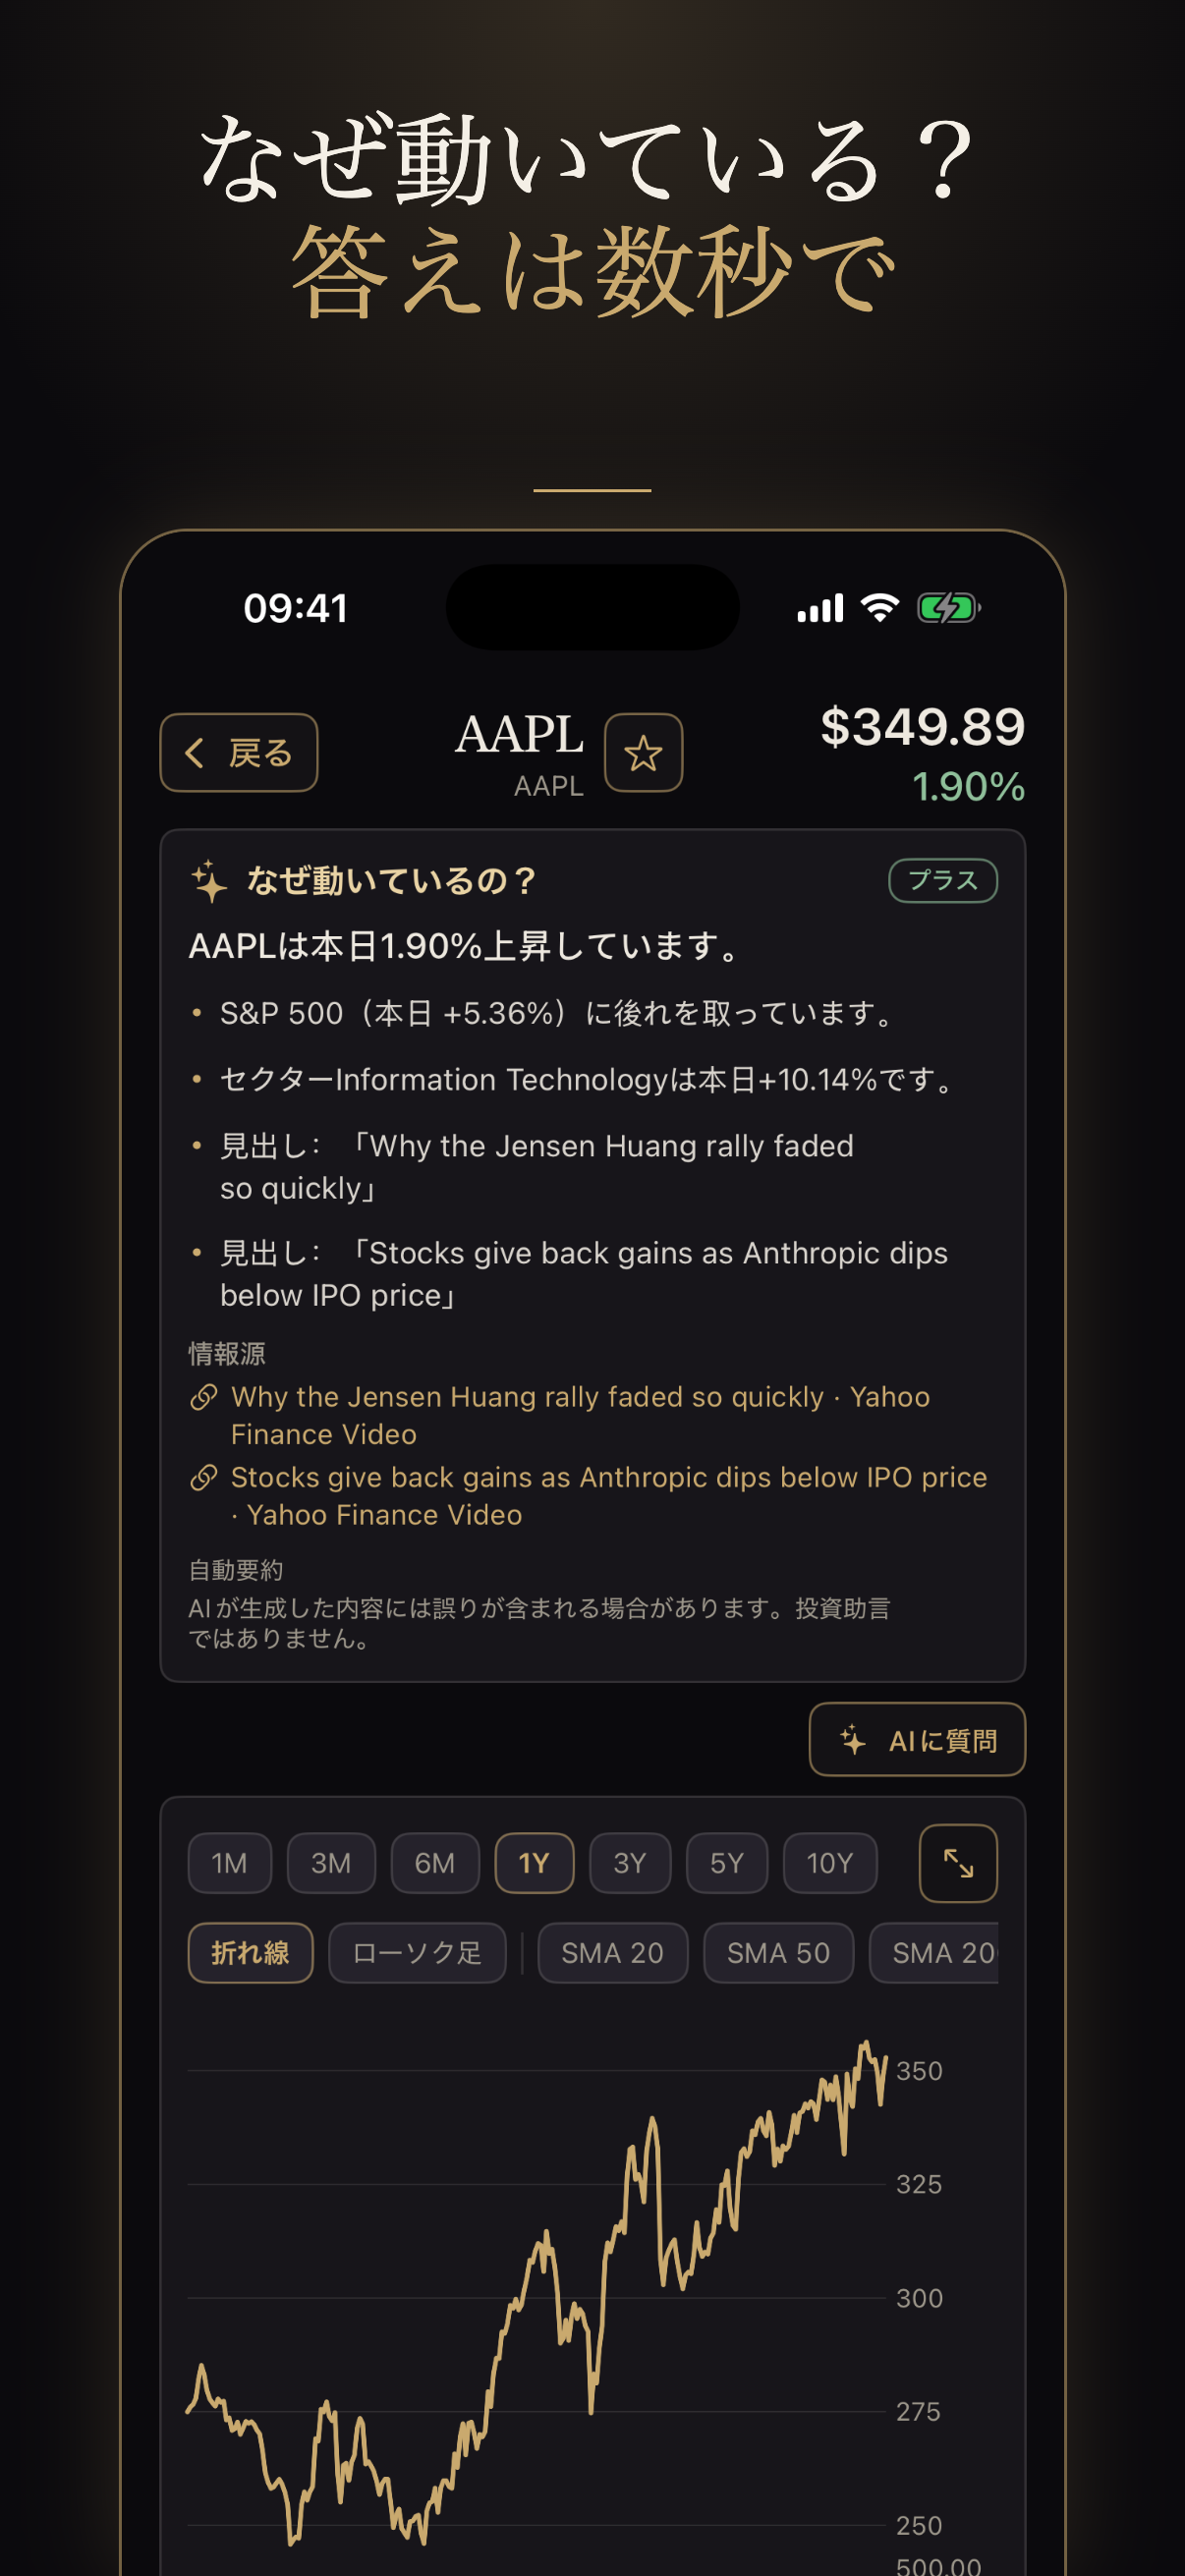 なぜ動いている？
答えは数秒で
09:41
戻る
AAPL
AAPL
$349.89
1.90%
なぜ動いているの？
プラス
AAPLは本日1.90%上昇しています。
• S&P 500（本日 +5.36%）に後れを取っています。
• セクターInformation Technologyは本日+10.14%です。
• 見出し：「Why the Jensen Huang rally faded
so quickly」
• 見出し：「Stocks give back gains as Anthropic dips
below IPO price」
情報源
Why the Jensen Huang rally faded so quickly · Yahoo
Finance Video
Stocks give back gains as Anthropic dips below IPO price
· Yahoo Finance Video
自動要約
AIが生成した内容には誤りが含まれる場合があります。投資助言
ではありません。
AIに質問
1M 3M 6M 1Y 3Y 5Y 10Y
折れ線 ローソク足 SMA 20 SMA 50 SMA 20
350
325
300
275
250
500.00